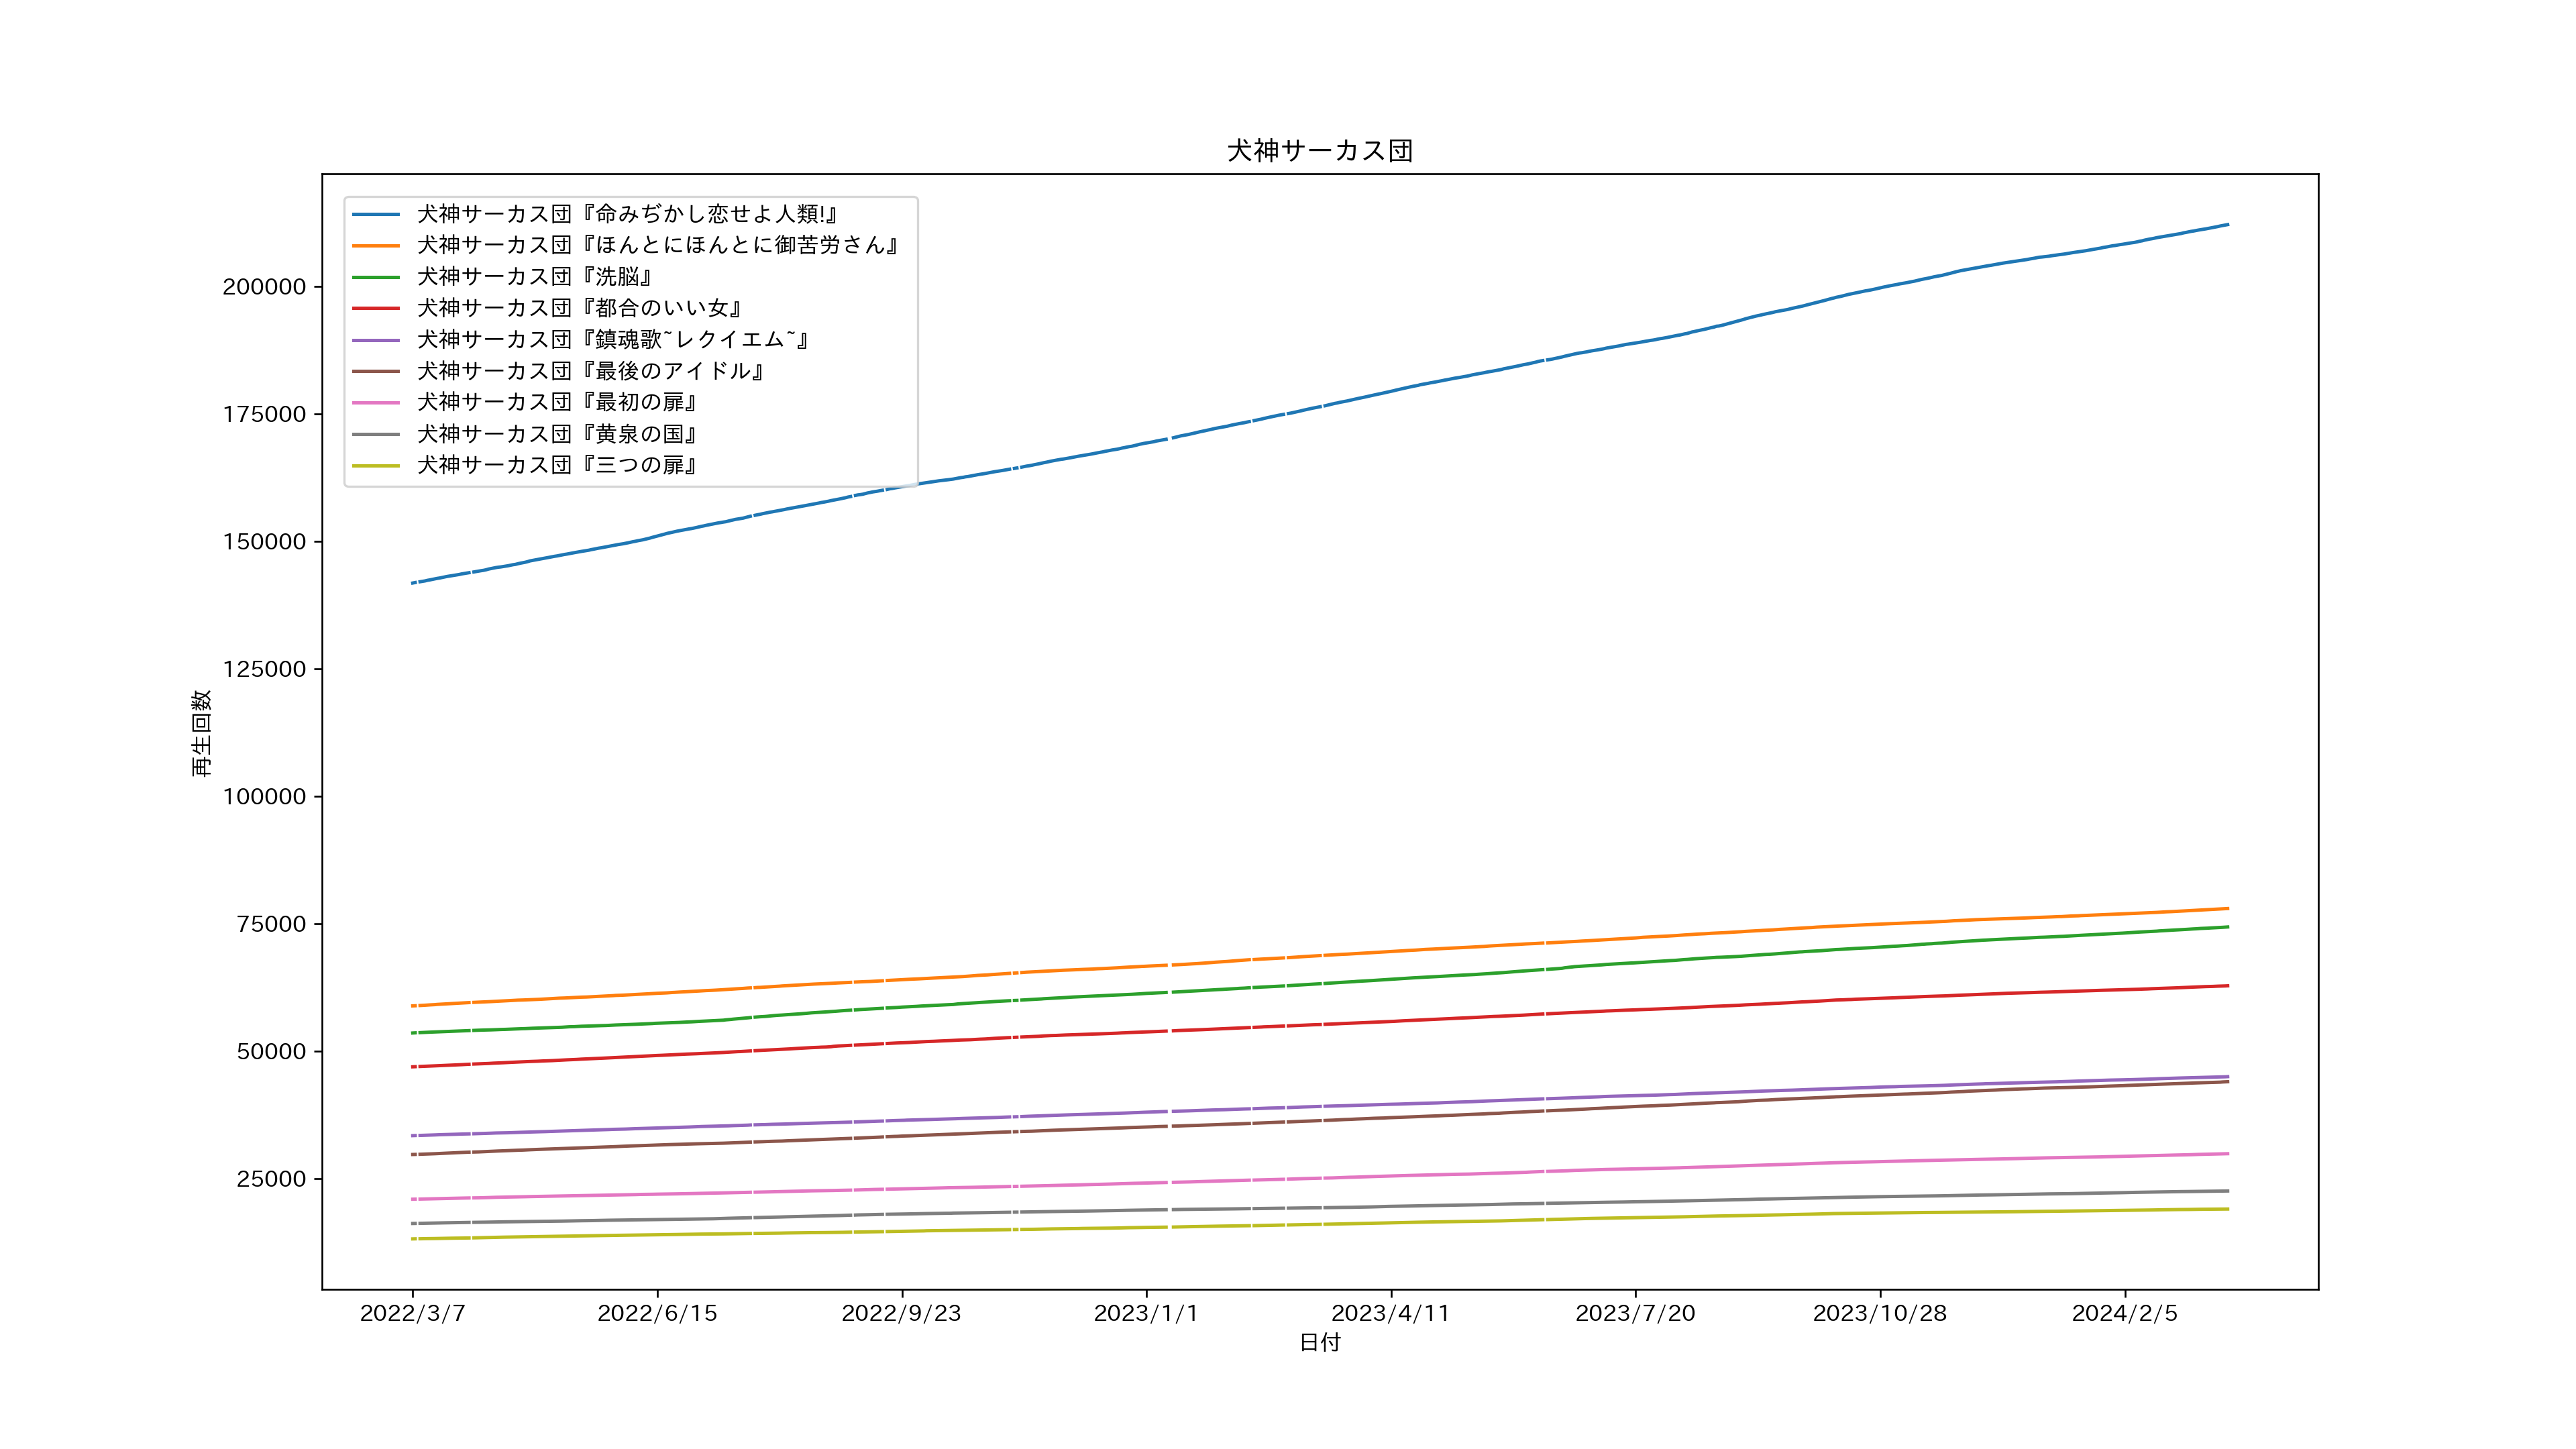 犬神サーカス団
犬神サーカス団『命みぢかし恋せよ人類!』
犬神サーカス団『ほんとにほんとに御苦労さん』
犬神サーカス団『洗脳』
犬神サーカス団『都合のいい女』
犬神サーカス団『鎮魂歌~レクイエム~』
犬神サーカス団『最後のアイドル』
犬神サーカス団『最初の扉』
犬神サーカス団『黄泉の国』
犬神サーカス団『三つの扉』
200000
175000
150000
125000
100000
75000
50000
25000
再生回数
2022/3/7 2022/6/15 2022/9/23 2023/1/1 2023/4/11 2023/7/20 2023/10/28 2024/2/5
日付